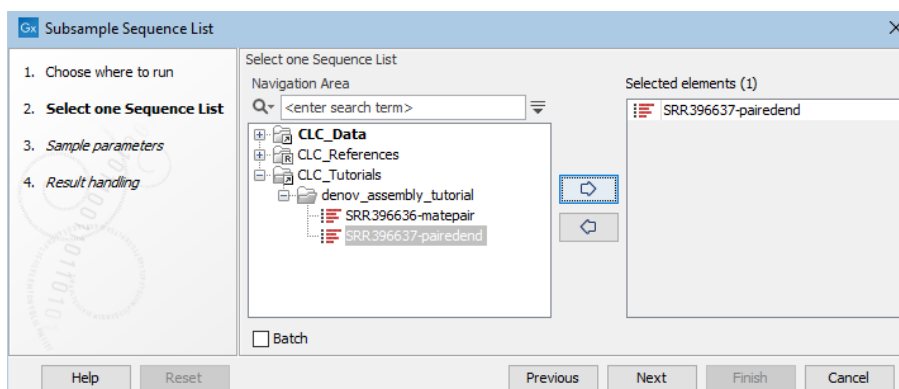 Gx Subsample Sequence List
1. Choose where to run
2. Select one Sequence List
3. Sample parameters
4. Result handling
Select one Sequence List
Navigation Area
<enter search term>
CLC_Data
CLC_References
CLC_Tutorials
denov_assembly_tutorial
SRR396636-matepair
SRR396637-pairedend
Batch
Selected elements (1)
SRR396637-pairedend
Help
Reset
Previous
Next
Finish
Cancel